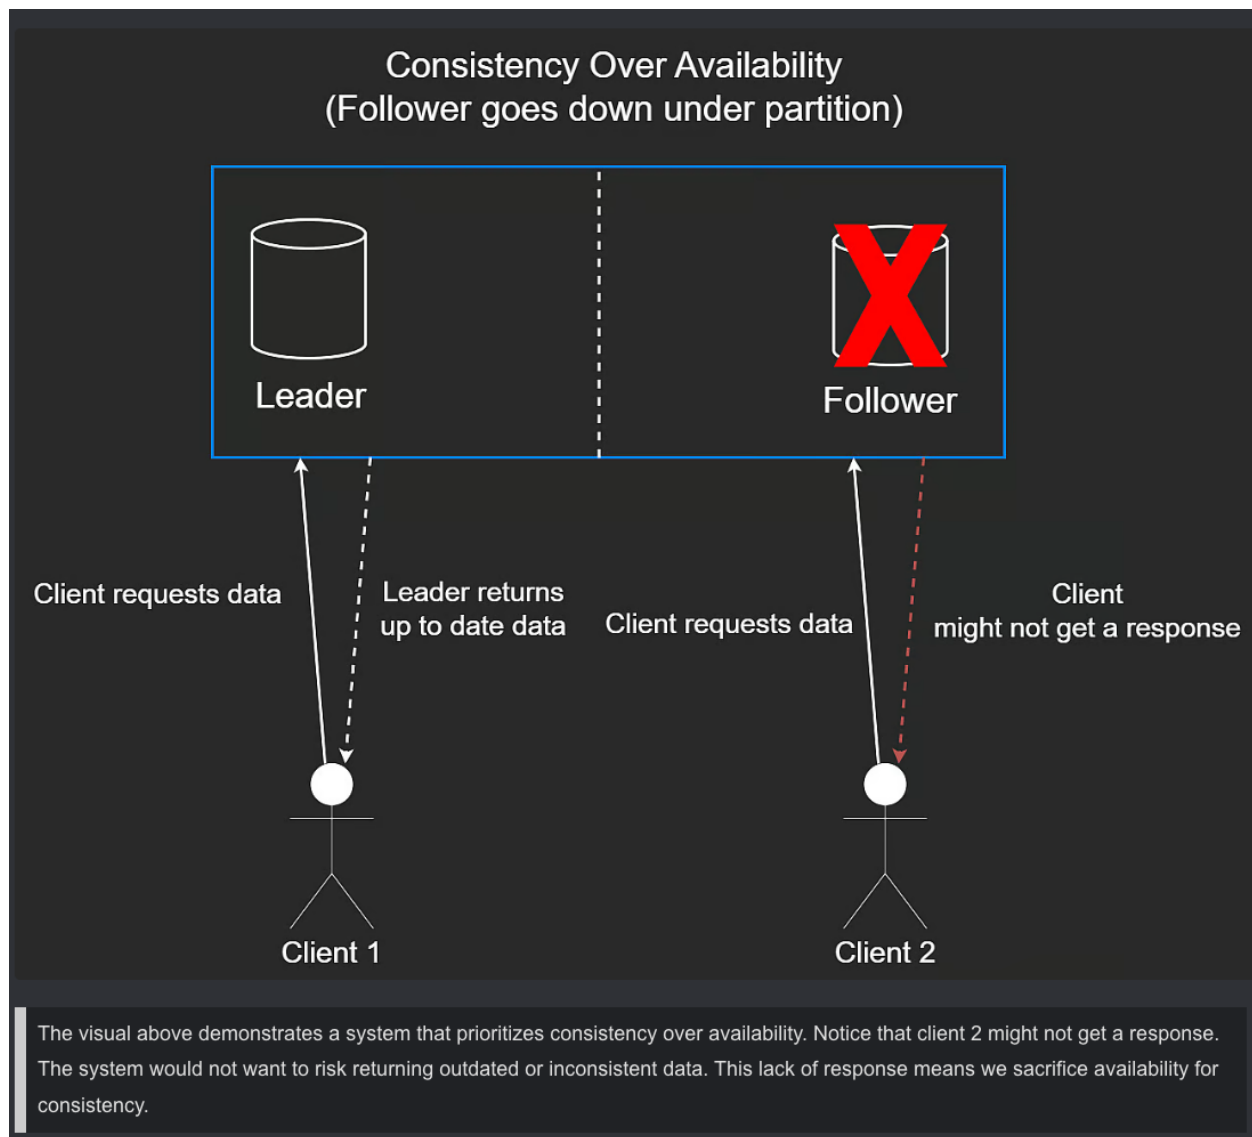 Consistency Over Availability
(Follower goes down under partition)
Leader
Follower
Client requests data
Leader returns
up to date data
Client requests data
Client
might not get a response
Client 1
Client 2
The visual above demonstrates a system that prioritizes consistency over availability. Notice that client 2 might not get a response.
The system would not want to risk returning outdated or inconsistent data. This lack of response means we sacrifice availability for
consistency.